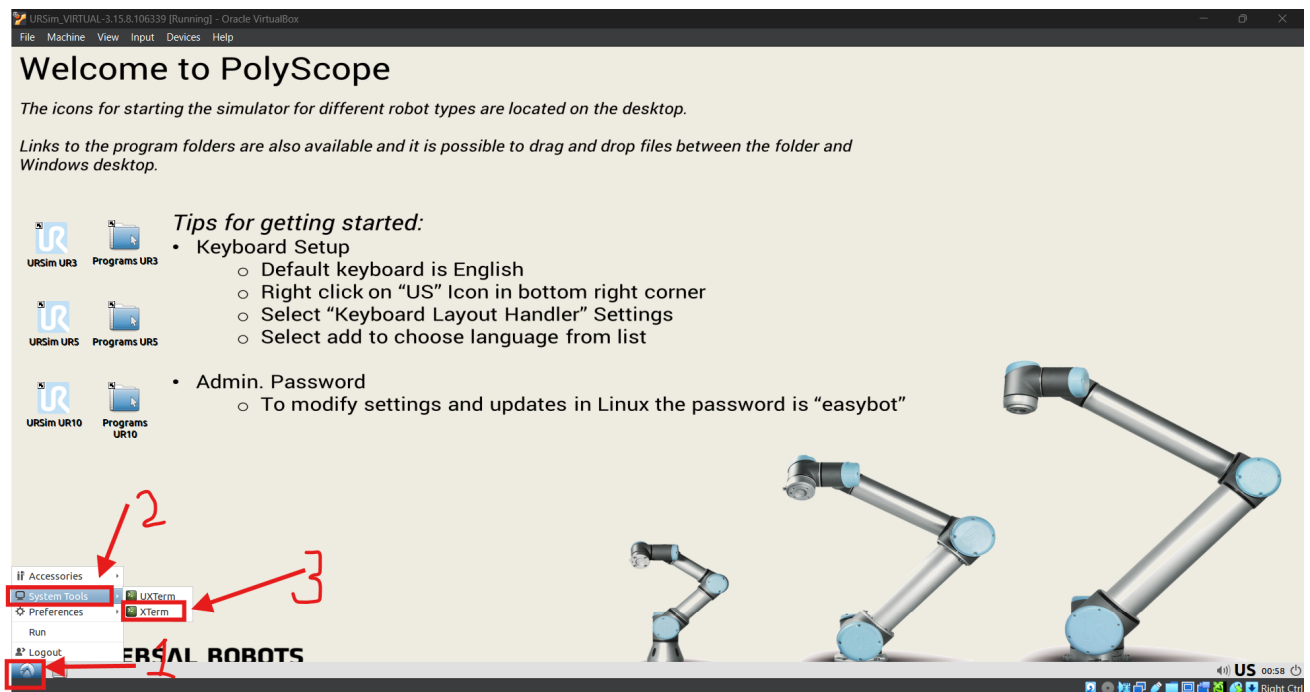 URSim_VIRTUAL-3.15.8.106339 [Running] - Oracle VirtualBox
File Machine View Input Devices Help
Welcome to PolyScope
The icons for starting the simulator for different robot types are located on the desktop.
Links to the program folders are also available and it is possible to drag and drop files between the folder and
Windows desktop.
Tips for getting started:
• Keyboard Setup
o Default keyboard is English
o Right click on “US” Icon in bottom right corner
o Select “Keyboard Layout Handler” Settings
o Select add to choose language from list
• Admin. Password
o To modify settings and updates in Linux the password is “easybot”
UR
URSim UR3
Programs UR3
UR
URSim UR5
Programs UR5
UR
URSim UR10
Programs
UR10
2
3
1
Accessories
System Tools
Preferences
Run
Logout
UXTerm
XTerm
ERSAL ROBOTS
US 00:58
Right Ctrl